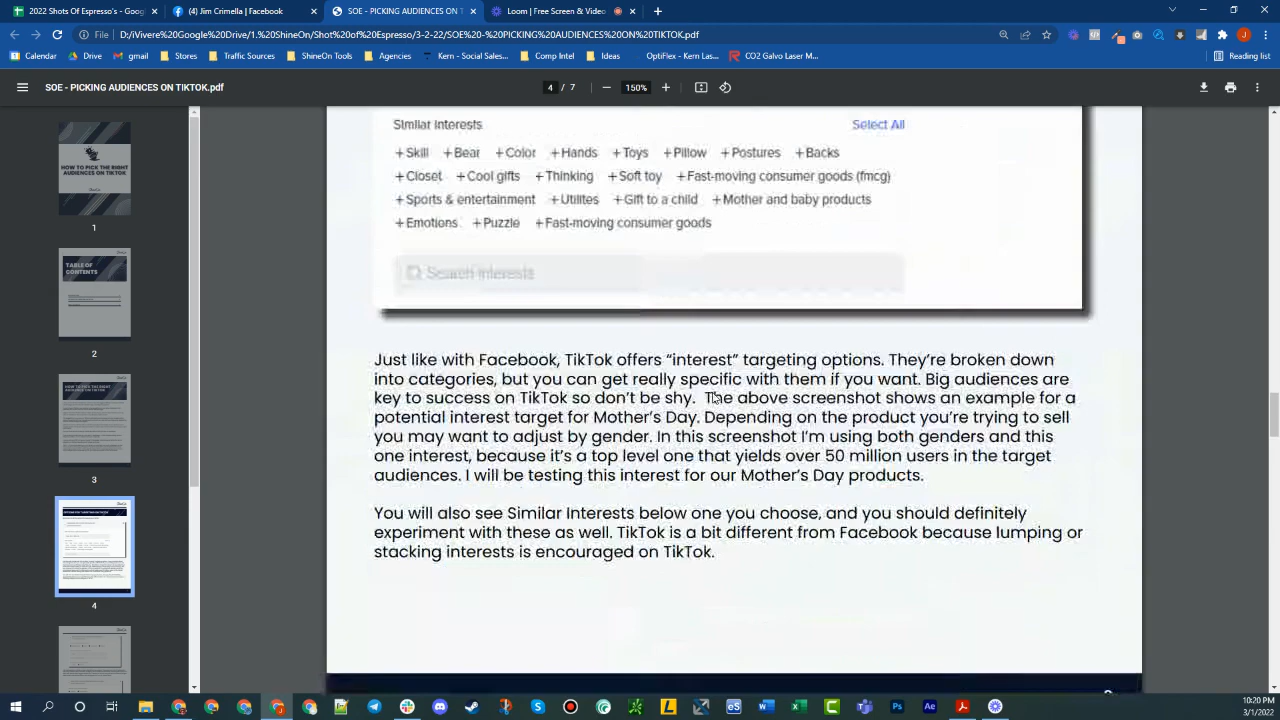 2022 Shots Of Espresso's - Googl
(4) Jim Crimella | Facebook
SOE - PICKING AUDIENCES ON T
Loom | Free Screen & Video
File
D:/iVivere%20Google%20Drive/1.%20ShineOn/Shot%20of%20Espresso/3-2-22/SOE%20-%20PICKING%20AUDIENCES%20ON%20TIKTOK.pdf
Calendar
Drive
gmail
Stores
Traffic Sources
ShineOn Tools
Agencies
Kern - Social Sales...
Comp Intel
Ideas
OptiFlex - Kern Las...
CO2 Galvo Laser M...
Reading list
SOE - PICKING AUDIENCES ON TIKTOK.pdf
4 / 7
150%
HOW TO PICK THE RIGHT
AUDIENCES ON TIKTOK
1
TABLE OF
CONTENTS
2
3
4
Similar Interests
Select All
+ Skill + Bear + Color + Hands + Toys + Pillow + Postures + Backs
+ Closet + Cool gifts + Thinking + Soft toy + Fast-moving consumer goods (fmcg)
+ Sports & entertainment + Utilites + Gift to a child + Mother and baby products
+ Emotions + Puzzle + Fast-moving consumer goods
Search interests
Just like with Facebook, TikTok offers “interest” targeting options. They’re broken down
into categories, but you can get really specific with them if you want. Big audiences are
key to success on TikTok so don’t be shy. The above screenshot shows an example for a
potential interest target for Mother’s Day. Depending on the product you’re trying to sell
you may want to adjust by gender. In this screenshot I’m using both genders and this
one interest, because it’s a top level one that yields over 50 million users in the target
audiences. I will be testing this interest for our Mother’s Day products.
You will also see Similar Interests below one you choose, and you should definitely
experiment with these as well. TikTok is a bit different from Facebook because lumping or
stacking interests is encouraged on TikTok.
10:20 PM
3/1/2022